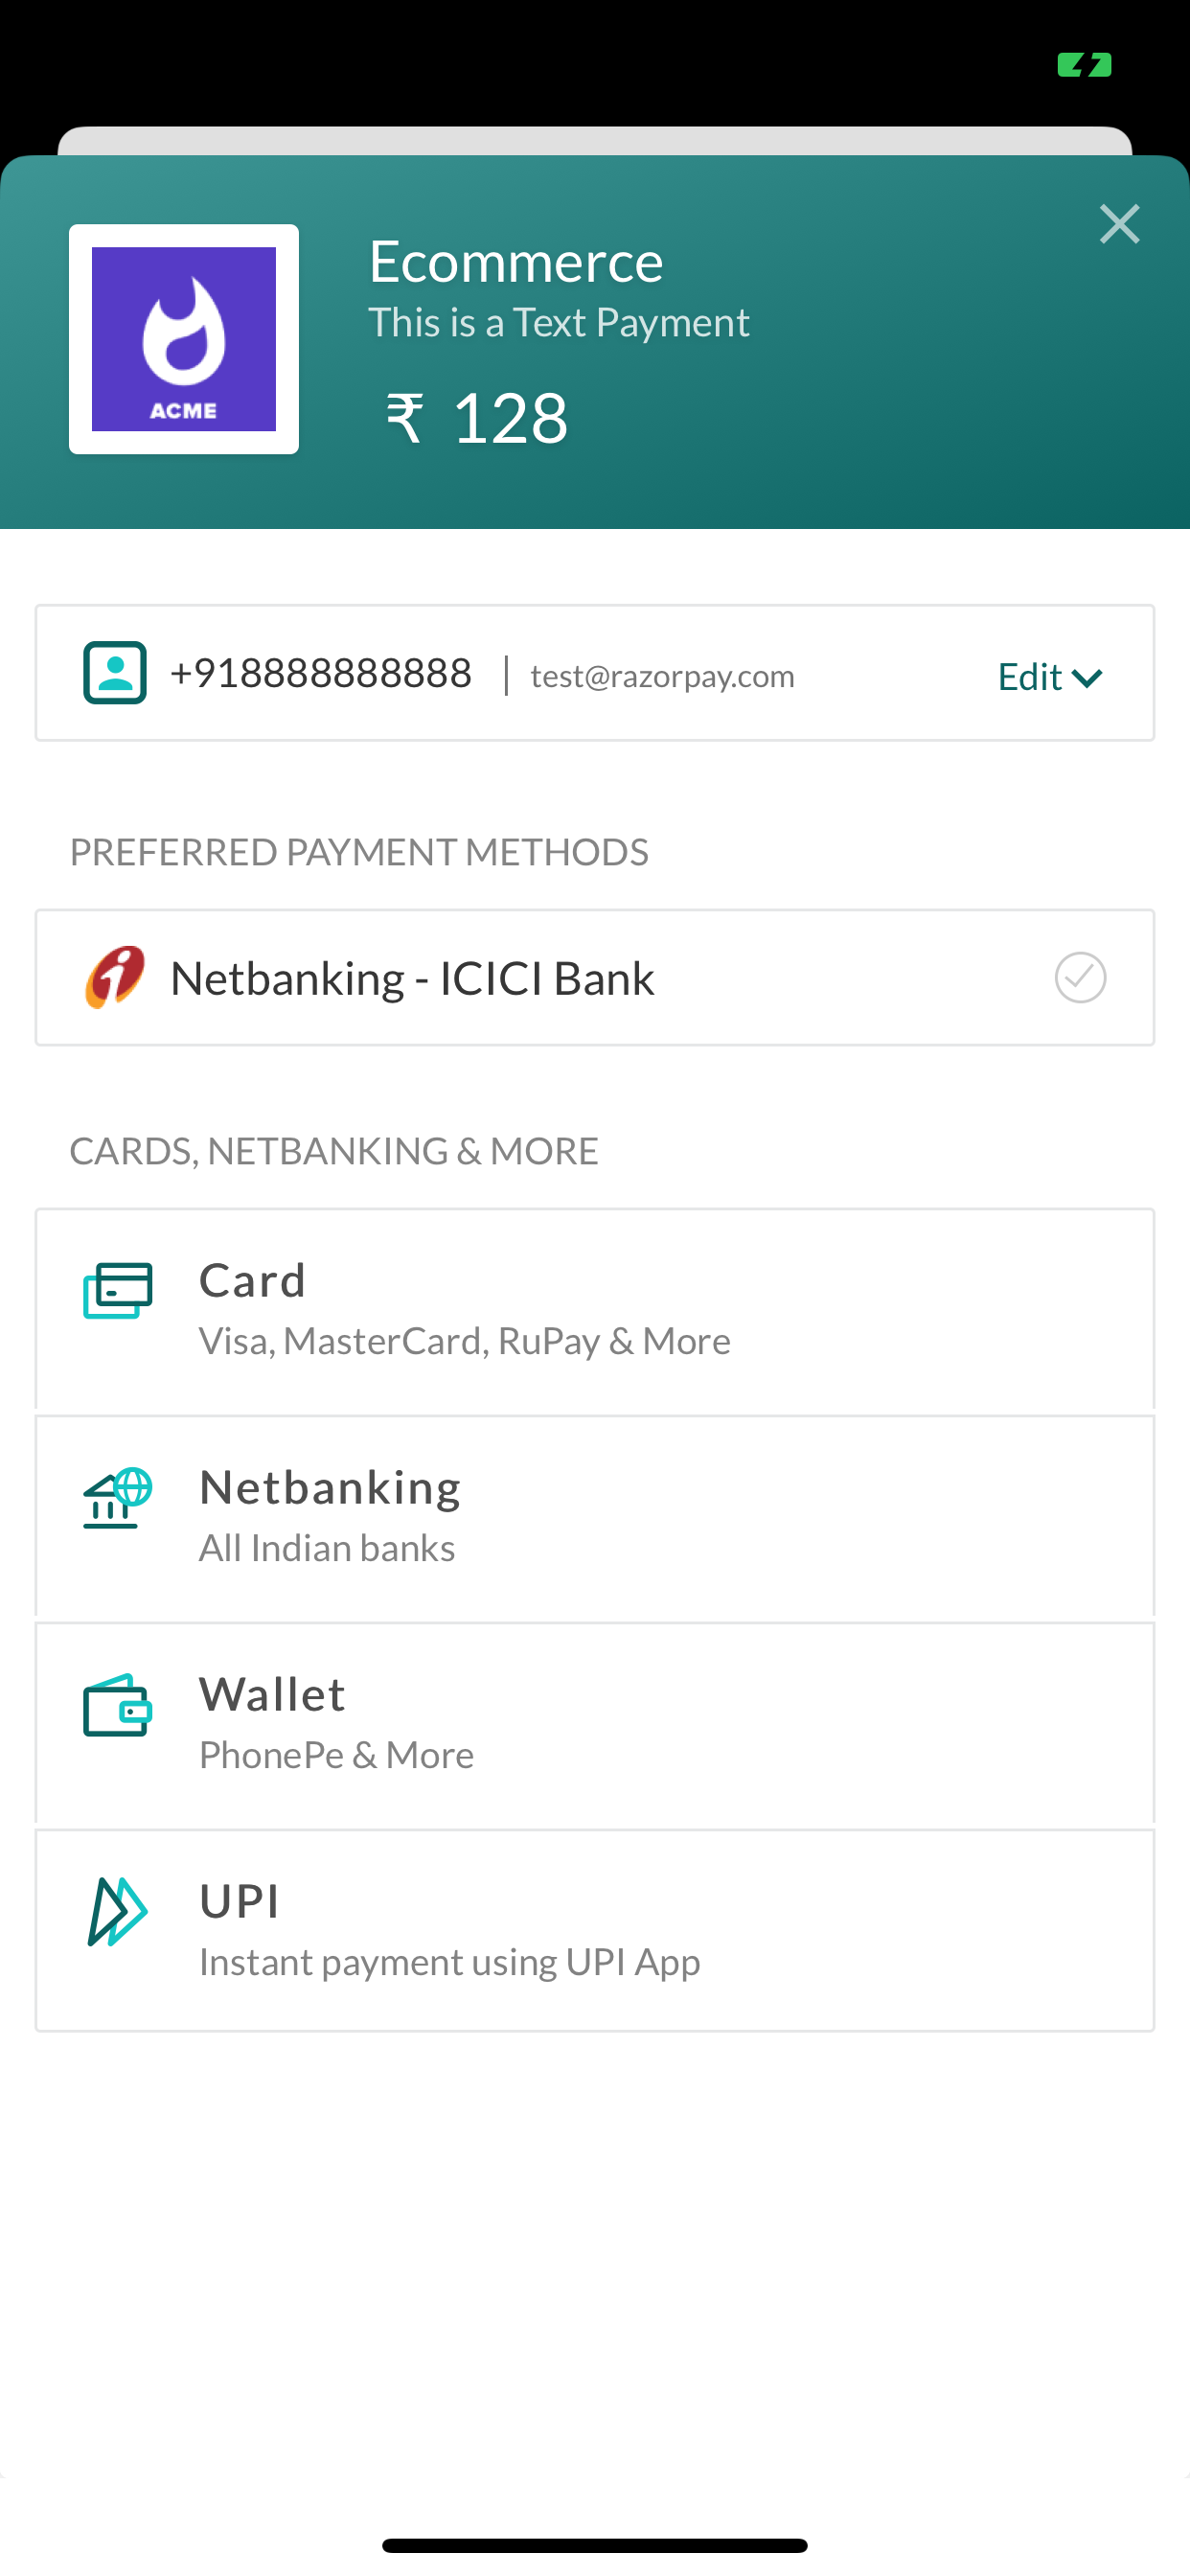 Ecommerce
This is a Text Payment
₹ 128
ACME
+918888888888 | test@razorpay.com Edit
PREFERRED PAYMENT METHODS
Netbanking - ICICI Bank
CARDS, NETBANKING & MORE
Card
Visa, MasterCard, RuPay & More
Netbanking
All Indian banks
Wallet
PhonePe & More
UPI
Instant payment using UPI App